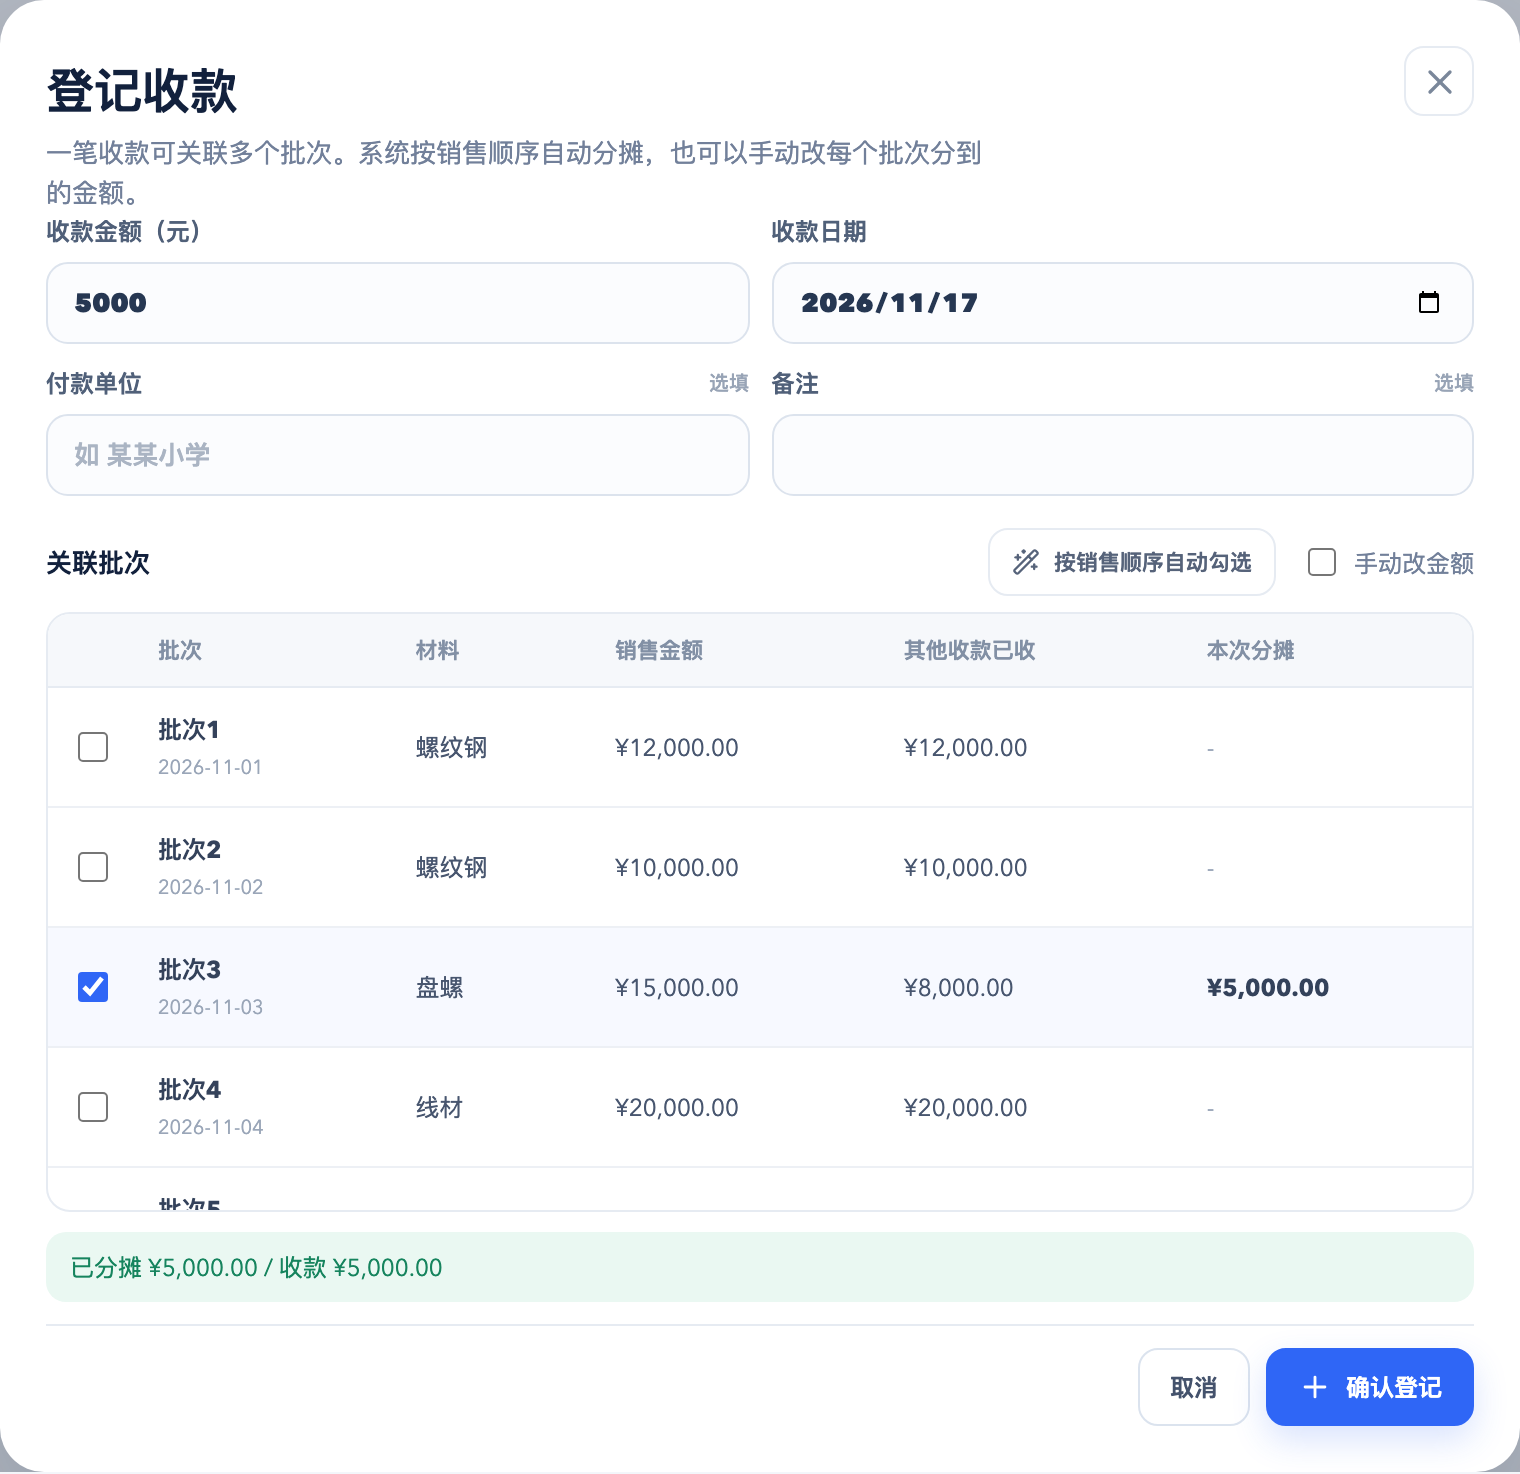 登记收款
一笔收款可关联多个批次。系统按销售顺序自动分摊，也可以手动改每个批次分到
的金额。
收款金额（元）
收款日期
5000
2026/11/17
付款单位
选填
备注
选填
如 某某小学
关联批次
按销售顺序自动勾选
手动改金额
批次 材料 销售金额 其他收款已收 本次分摊
批次1
2026-11-01
螺纹钢 ¥12,000.00 ¥12,000.00 -
批次2
2026-11-02
螺纹钢 ¥10,000.00 ¥10,000.00 -
批次3
2026-11-03
盘螺 ¥15,000.00 ¥8,000.00 ¥5,000.00
批次4
2026-11-04
线材 ¥20,000.00 ¥20,000.00 -
批次5
已分摊 ¥5,000.00 / 收款 ¥5,000.00
取消
确认登记